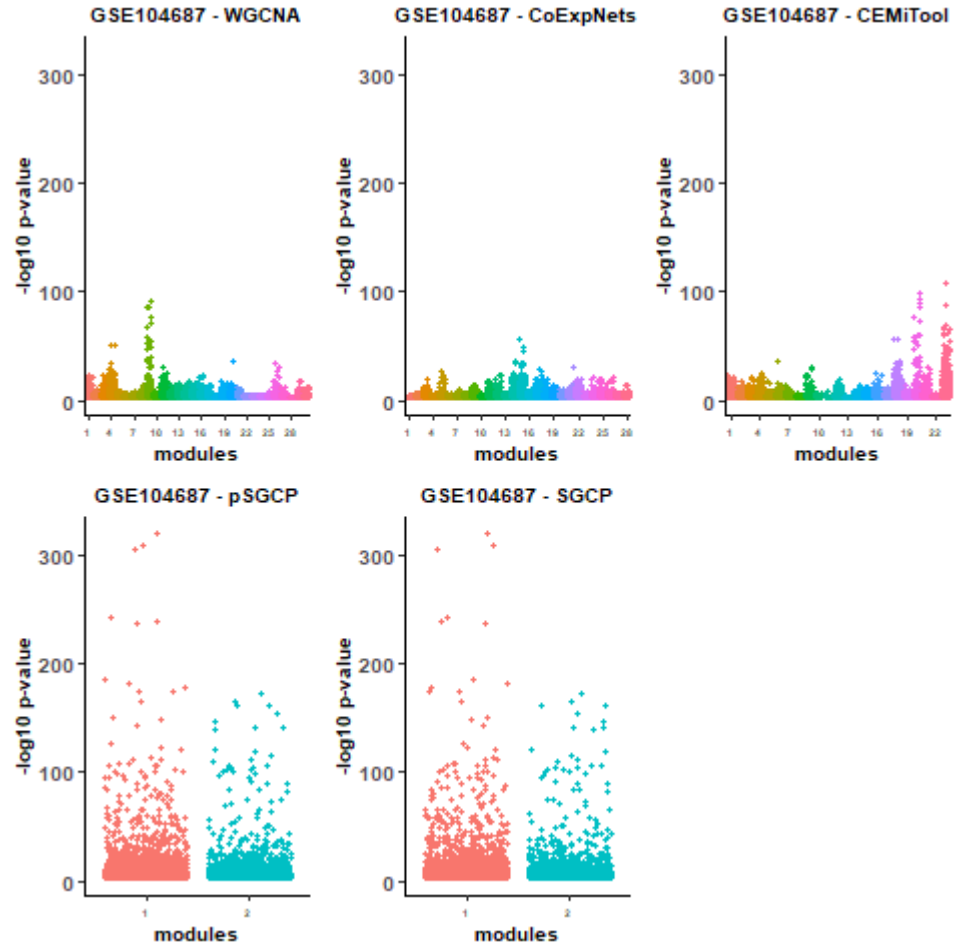 GSE104687 - WGCNA
300
200
100
0
-log10 p-value
1 4 7 10 13 16 19 22 25 28
modules
GSE104687 - CoExpNets
300
200
100
0
-log10 p-value
1 4 7 10 13 16 19 22 25 28
modules
GSE104687 - CEMiTool
300
200
100
0
-log10 p-value
1 4 7 10 13 16 19 22
modules
GSE104687 - pSGCP
300
200
100
0
-log10 p-value
1 2
modules
GSE104687 - SGCP
300
200
100
0
-log10 p-value
1 2
modules